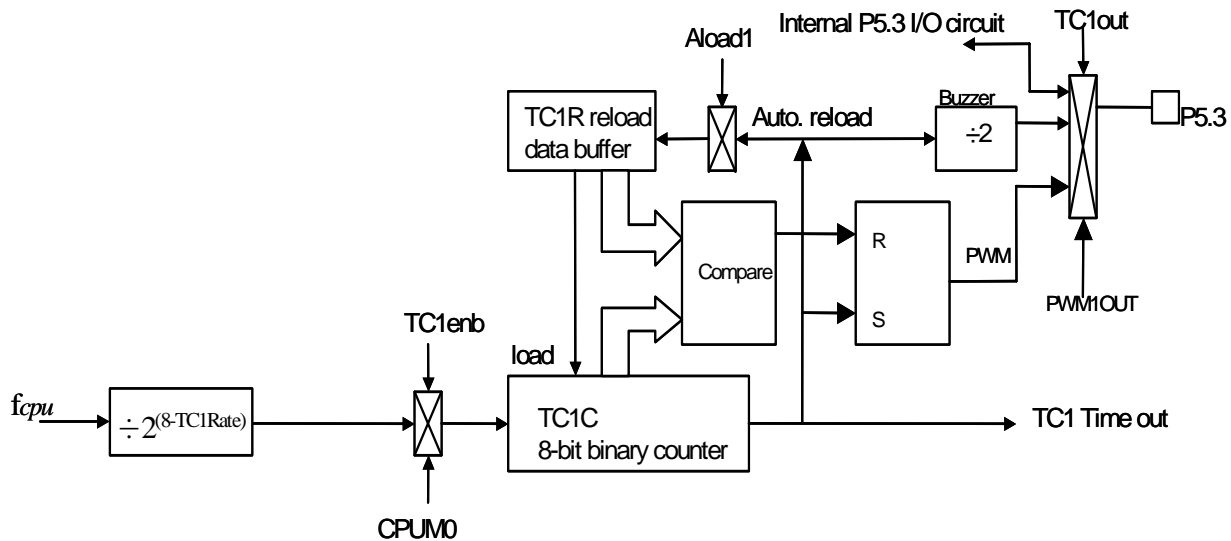 Internal P5.3 I/O circuit
TC1out
Aload1
Buzzer
TC1R reload
data buffer
Auto. reload
÷2
P5.3
R
PWM
Compare
S
PWM1OUT
TC1enb
load
fcpu
÷2(8-TC1Rate)
TC1C
8-bit binary counter
TC1 Time out
CPUM0